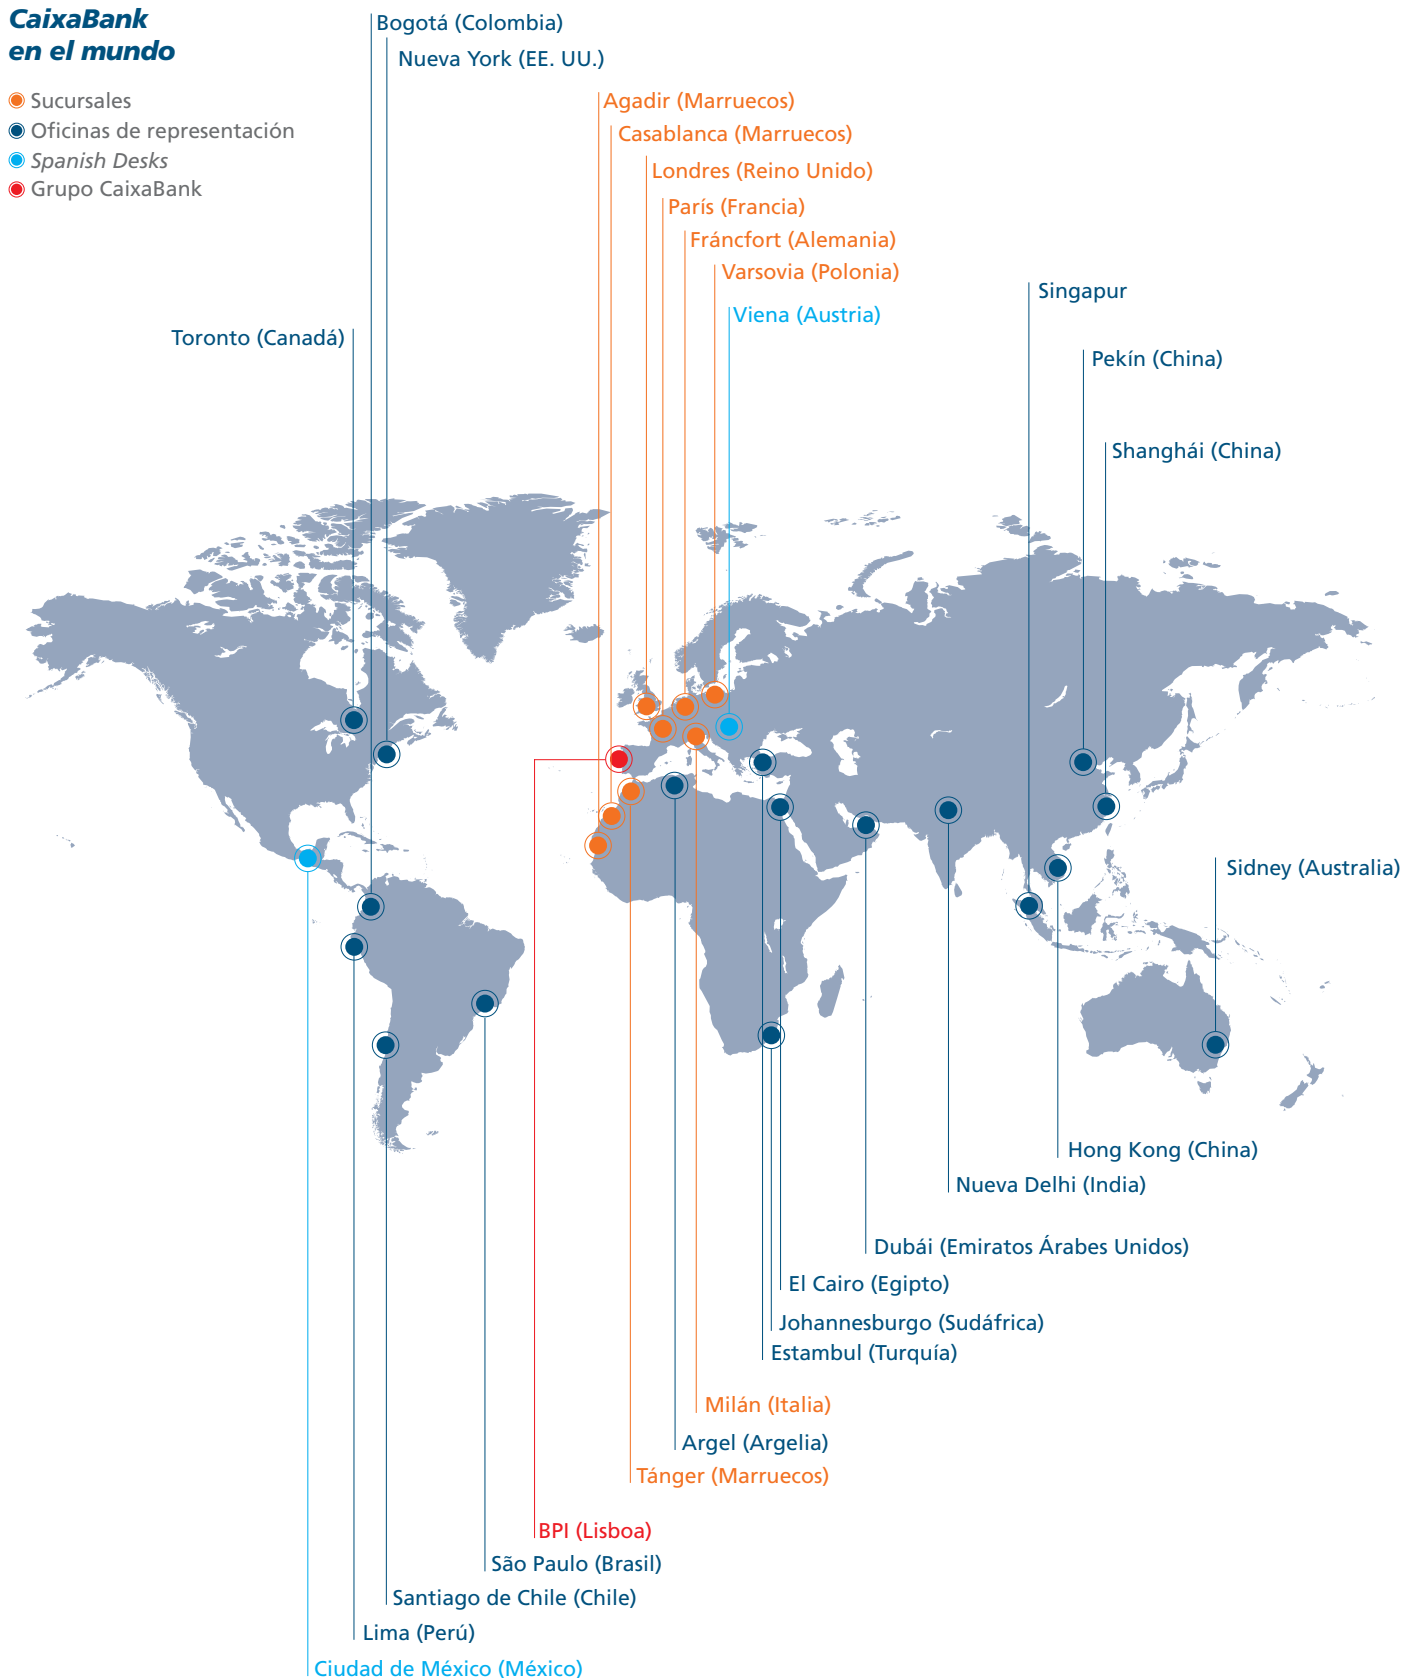 CaixaBank
en el mundo
Sucursales
Oficinas de representación
Spanish Desks
Grupo CaixaBank
Bogotá (Colombia)
Nueva York (EE. UU.)
Agadir (Marruecos)
Casablanca (Marruecos)
Londres (Reino Unido)
París (Francia)
Fráncfort (Alemania)
Varsovia (Polonia)
Singapur
Viena (Austria)
Toronto (Canadá)
Pekín (China)
Shanghái (China)
Sidney (Australia)
Hong Kong (China)
Nueva Delhi (India)
Dubái (Emiratos Árabes Unidos)
El Cairo (Egipto)
Johannesburgo (Sudáfrica)
Estambul (Turquía)
Milán (Italia)
Argel (Argelia)
Tánger (Marruecos)
BPI (Lisboa)
São Paulo (Brasil)
Santiago de Chile (Chile)
Lima (Perú)
Ciudad de México (México)